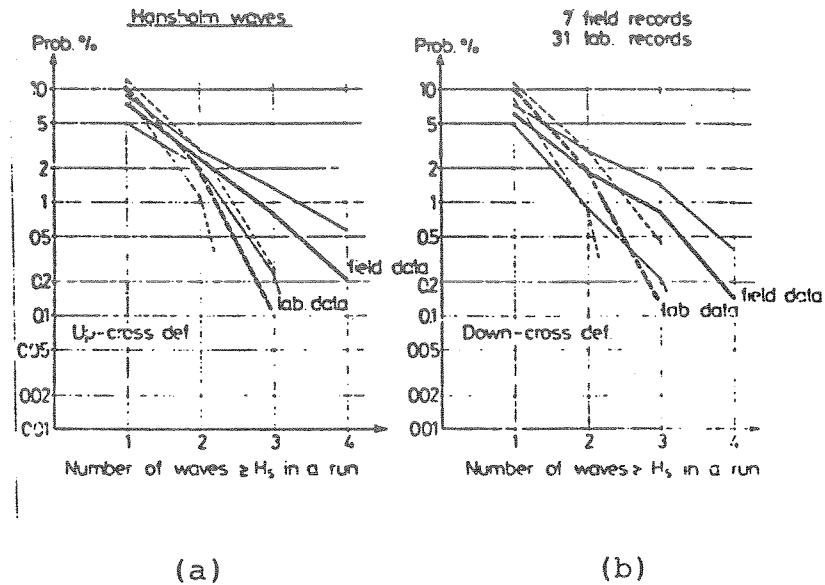 Hansholm waves
7 field records
31 lab. records
Prob. %
10
5
2
1
05
02
01
0.05
002
001
1
2
3
4
field data
lab. data
Up-cross def.
Number of waves ≥ Hs in a run
(a)
Prob. %
10
5
2
1
05
02
01
005
002
001
1
2
3
4
field data
lab data
Down-cross def.
Number of waves ≥ Hs in a run
(b)